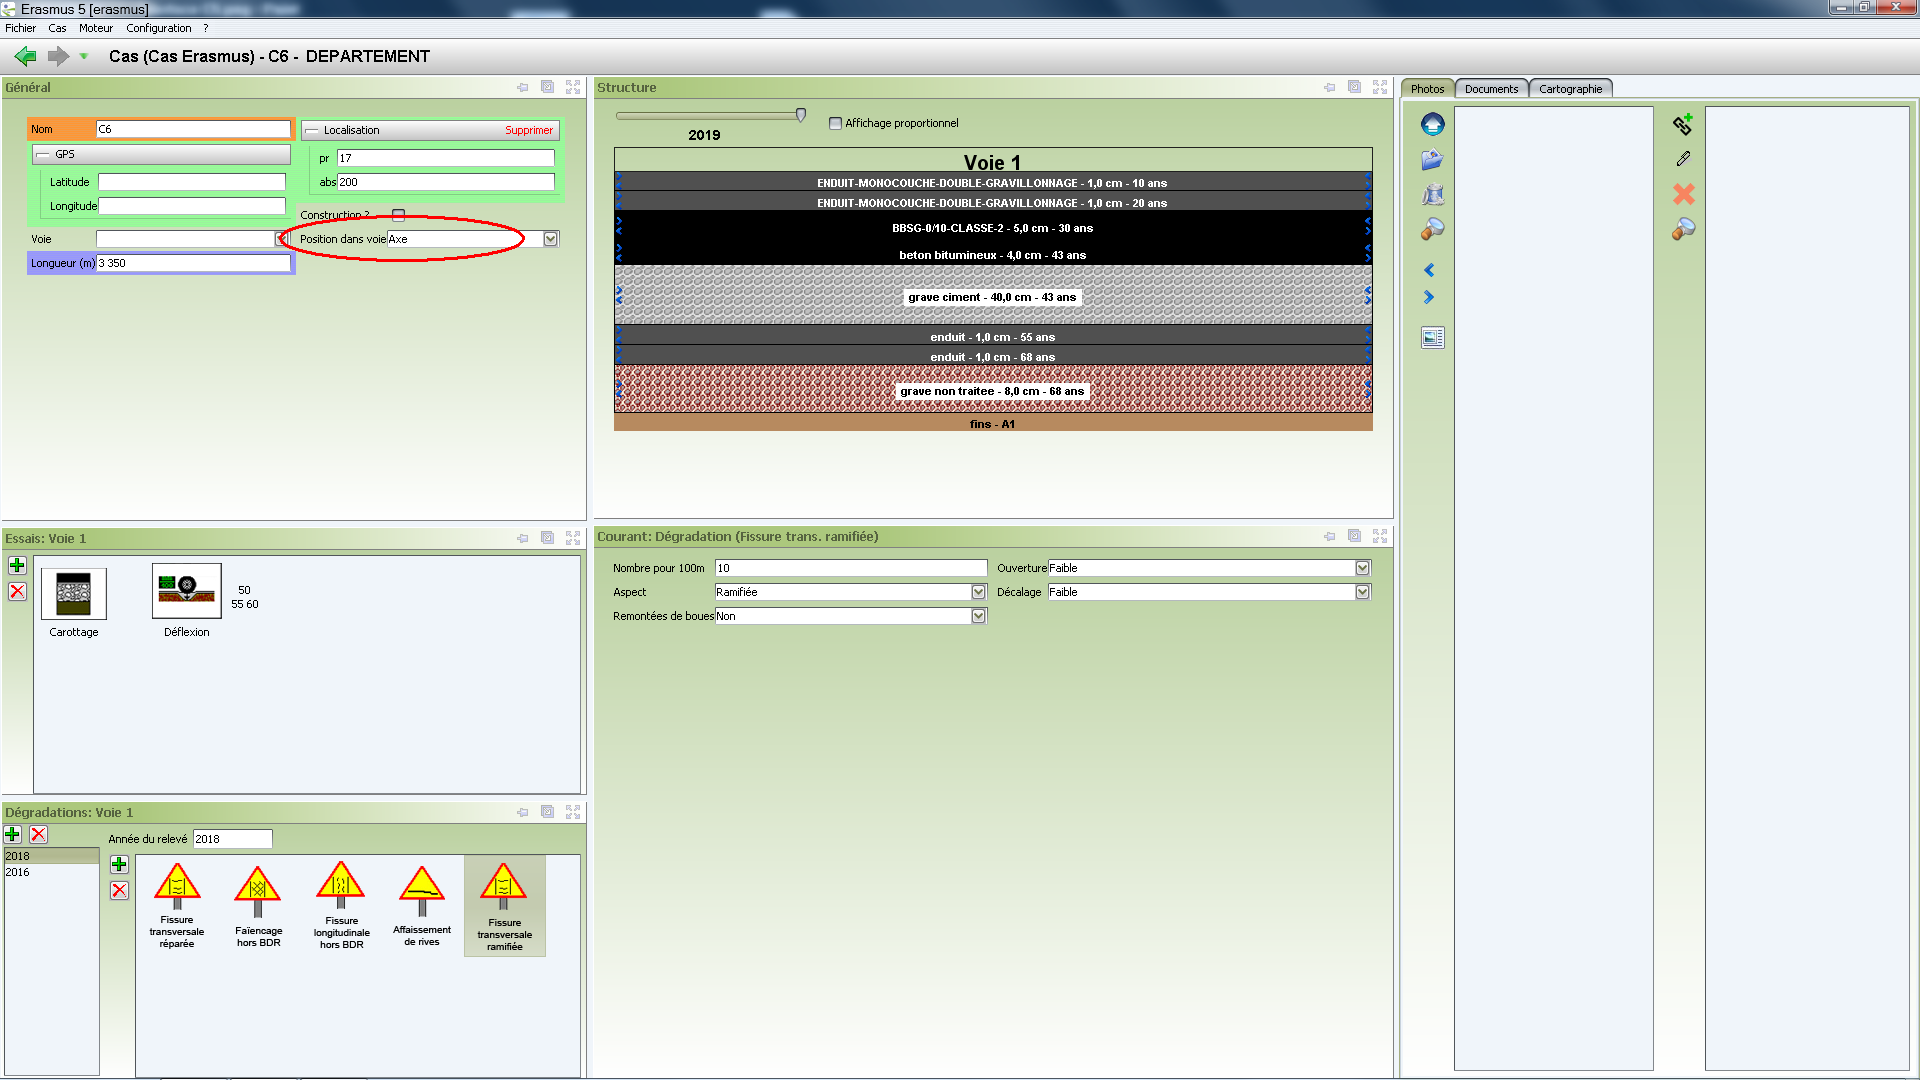 Erasmus 5 [erasmus]
Fichier Cas Moteur Configuration ?
Cas (Cas Erasmus) - C6 - DEPARTEMENT
Général
Nom C6
GPS
Latitude
Longitude
Voie
Longueur (m) 3 350
Localisation Supprimer
pr 17
abs 200
Construction ?
Position dans voie Axe
Structure
2019
Affichage proportionnel
Voie 1
ENDUIT-MONOCOUCHE-DOUBLE-GRAVILLONNAGE - 1,0 cm - 10 ans
ENDUIT-MONOCOUCHE-DOUBLE-GRAVILLONNAGE - 1,0 cm - 20 ans
BBSG-0/10-CLASSE-2 - 5,0 cm - 30 ans
beton bitumineux - 4,0 cm - 43 ans
grave ciment - 40,0 cm - 43 ans
enduit - 1,0 cm - 55 ans
enduit - 1,0 cm - 68 ans
grave non traitee - 8,0 cm - 68 ans
fins - A1
Photos Documents Cartographie
Essais: Voie 1
Carottage
Déflexion
50
55 60
Courant: Dégradation (Fissure trans. ramifiée)
Nombre pour 100m 10
Ouverture Faible
Aspect Ramifiée
Décalage Faible
Remontées de boues Non
Dégradations: Voie 1
Année du relevé 2018
2018
2016
Fissure
transversale
réparée
Faïencage
hors BDR
Fissure
longitudinale
hors BDR
Affaissement
de rives
Fissure
transversale
ramifiée